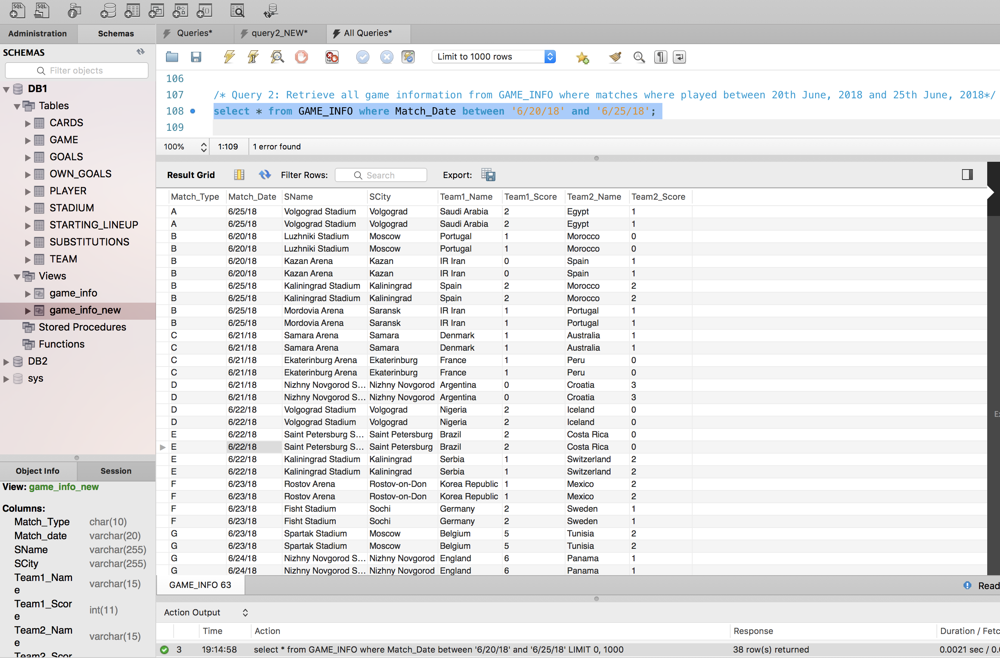 SQL SQL
Administration Schemas Queries* query2_NEW* All Queries*
SCHEMAS
Filter objects
Limit to 1000 rows
DB1
Tables
CARDS
GAME
GOALS
OWN_GOALS
PLAYER
STADIUM
STARTING_LINEUP
SUBSTITUTIONS
TEAM
Views
game_info
game_info_new
Stored Procedures
Functions
DB2
sys
Object Info Session
View: game_info_new
Columns:
Match_Type char(10)
Match_date varchar(20)
SName varchar(255)
SCity varchar(255)
Team1_Nam
e varchar(15)
Team1_Scor
e int(11)
Team2_Nam
e varchar(15)
Team2_Scor
106
107 /* Query 2: Retrieve all game information from GAME_INFO where matches where played between 20th June, 2018 and 25th June, 2018*/
108 select * from GAME_INFO where Match_Date between '6/20/18' and '6/25/18';
109
100% 1:109 1 error found
Result Grid Filter Rows: Search Export:
Match_Type Match_Date SName SCity Team1_Name Team1_Score Team2_Name Team2_Score
A 6/25/18 Volgograd Stadium Volgograd Saudi Arabia 2 Egypt 1
A 6/25/18 Volgograd Stadium Volgograd Saudi Arabia 2 Egypt 1
B 6/20/18 Luzhniki Stadium Moscow Portugal 1 Morocco 0
B 6/20/18 Luzhniki Stadium Moscow Portugal 1 Morocco 0
B 6/20/18 Kazan Arena Kazan IR Iran 0 Spain 1
B 6/20/18 Kazan Arena Kazan IR Iran 0 Spain 1
B 6/25/18 Kaliningrad Stadium Kaliningrad Spain 2 Morocco 2
B 6/25/18 Kaliningrad Stadium Kaliningrad Spain 2 Morocco 2
B 6/25/18 Mordovia Arena Saransk IR Iran 1 Portugal 1
B 6/25/18 Mordovia Arena Saransk IR Iran 1 Portugal 1
C 6/21/18 Samara Arena Samara Denmark 1 Australia 1
C 6/21/18 Samara Arena Samara Denmark 1 Australia 1
C 6/21/18 Ekaterinburg Arena Ekaterinburg France 1 Peru 0
C 6/21/18 Ekaterinburg Arena Ekaterinburg France 1 Peru 0
D 6/21/18 Nizhny Novgorod S... Nizhny Novgorod Argentina 0 Croatia 3
D 6/21/18 Nizhny Novgorod S... Nizhny Novgorod Argentina 0 Croatia 3
D 6/22/18 Volgograd Stadium Volgograd Nigeria 2 Iceland 0
D 6/22/18 Volgograd Stadium Volgograd Nigeria 2 Iceland 0
E 6/22/18 Saint Petersburg S... Saint Petersburg Brazil 2 Costa Rica 0
E 6/22/18 Saint Petersburg S... Saint Petersburg Brazil 2 Costa Rica 0
E 6/22/18 Kaliningrad Stadium Kaliningrad Serbia 1 Switzerland 2
E 6/22/18 Kaliningrad Stadium Kaliningrad Serbia 1 Switzerland 2
F 6/23/18 Rostov Arena Rostov-on-Don Korea Republic 1 Mexico 2
F 6/23/18 Rostov Arena Rostov-on-Don Korea Republic 1 Mexico 2
F 6/23/18 Fisht Stadium Sochi Germany 2 Sweden 1
F 6/23/18 Fisht Stadium Sochi Germany 2 Sweden 1
G 6/23/18 Spartak Stadium Moscow Belgium 5 Tunisia 2
G 6/23/18 Spartak Stadium Moscow Belgium 5 Tunisia 2
G 6/24/18 Nizhny Novgorod S... Nizhny Novgorod England 6 Panama 1
G 6/24/18 Nizhny Novgorod S... Nizhny Novgorod England 6 Panama 1
GAME_INFO 63 Read
Action Output
Time Action Response Duration / Fetc
3 19:14:58 select * from GAME_INFO where Match_Date between '6/20/18' and '6/25/18' LIMIT 0, 1000 38 row(s) returned 0.0021 sec / 0.